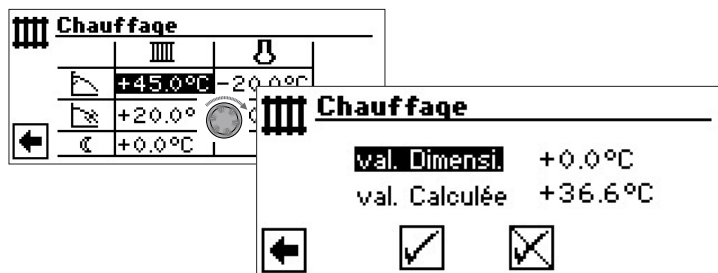 Chauffage
+45.0°C -20.0°C
+20.0°
+0.0°C
Chauffage
val. Dimensi. +0.0°C
val. Calculée +36.6°C